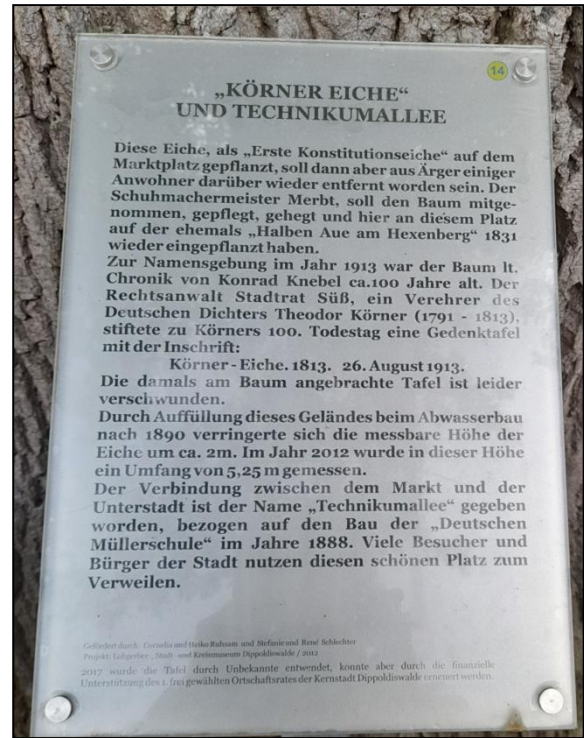 14
„KÖRNER EICHE“
UND TECHNIKUMALLEE
Diese Eiche, als „Erste Konstitutionseiche“ auf dem
Marktplatz gepflanzt, soll dann aber aus Ärger einiger
Anwohner darüber wieder entfernt worden sein. Der
Schuhmachermeister Merbt, soll den Baum mitge-
nommen, gepflegt, gehegt und hier an diesem Platz
auf der ehemals „Halben Aue am Hexenberg“ 1831
wieder eingepflanzt haben.
Zur Namensgebung im Jahr 1913 war der Baum lt.
Chronik von Konrad Knebel ca.100 Jahre alt. Der
Rechtsanwalt Stadtrat Süß, ein Verehrer des
Deutschen Dichters Theodor Körner (1791 - 1813),
stiftete zu Körners 100. Todestag eine Gedenktafel
mit der Inschrift:
Körner - Eiche. 1813. 26. August 1913.
Die damals am Baum angebrachte Tafel ist leider
verschwunden.
Durch Auffüllung dieses Geländes beim Abwasserbau
nach 1890 verringerte sich die messbare Höhe der
Eiche um ca. 2m. Im Jahr 2012 wurde in dieser Höhe
ein Umfang von 5,25 m gemessen.
Der Verbindung zwischen dem Markt und der
Unterstadt ist der Name „Technikumallee“ gegeben
worden, bezogen auf den Bau der „Deutschen
Müllerschule“ im Jahre 1888. Viele Besucher und
Bürger der Stadt nutzen diesen schönen Platz zum
Verweilen.
Gefördert durch: Cornelia und Heiko Ruhsam und Stefanie und René Schlechter
Projekt: Lohgerber-, Stadt- und Kreismuseum Dippoldiswalde / 2012
2017 wurde die Tafel durch Unbekannte entwendet, konnte aber durch die finanzielle
Unterstützung des 1. frei gewählten Ortschaftsrates der Kernstadt Dippoldiswalde erneuert werden.